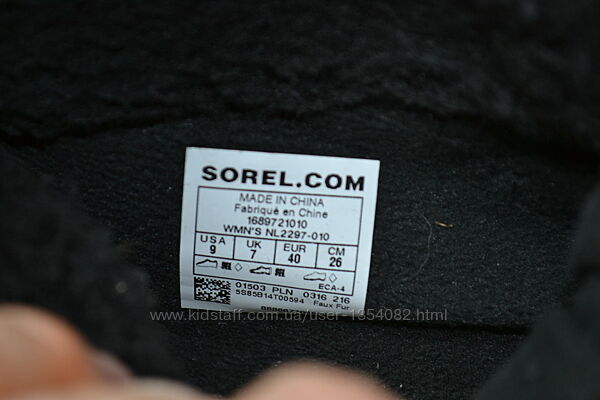 SOREL.COM
MADE IN CHINA
Fabriqué en Chine
1689721010
WMN'S NL2297-010
USA UK EUR CM
9 7 40 26
ECA-4
01503 PLN 0316 216
5S85B14T00594 Faux Fur
www.kidstaff.com.ua/user-1354082.html